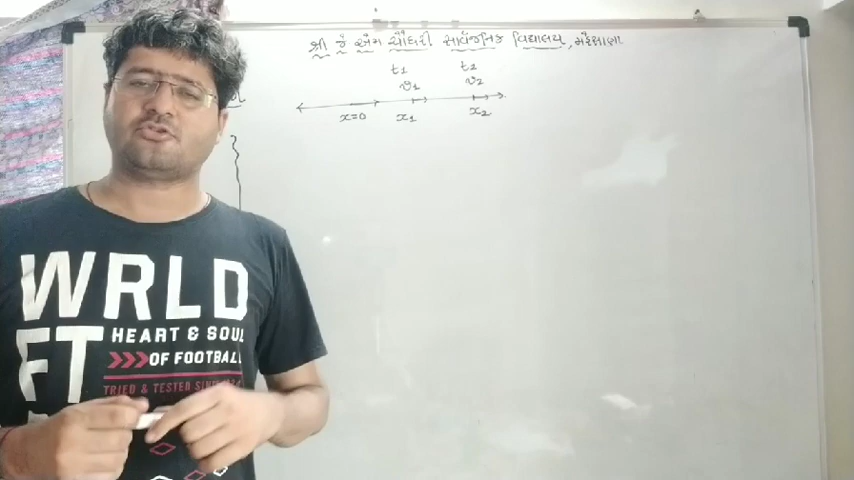 શ્રી જે એમ ચૌધરી સાર્વજનિક વિદ્યાલય, મહેસાણા
t₁ t₂
v₁ v₂
x=0 x₁ x₂
WRLD
FT
HEART & SOUL
OF FOOTBALL
TRIED & TESTED